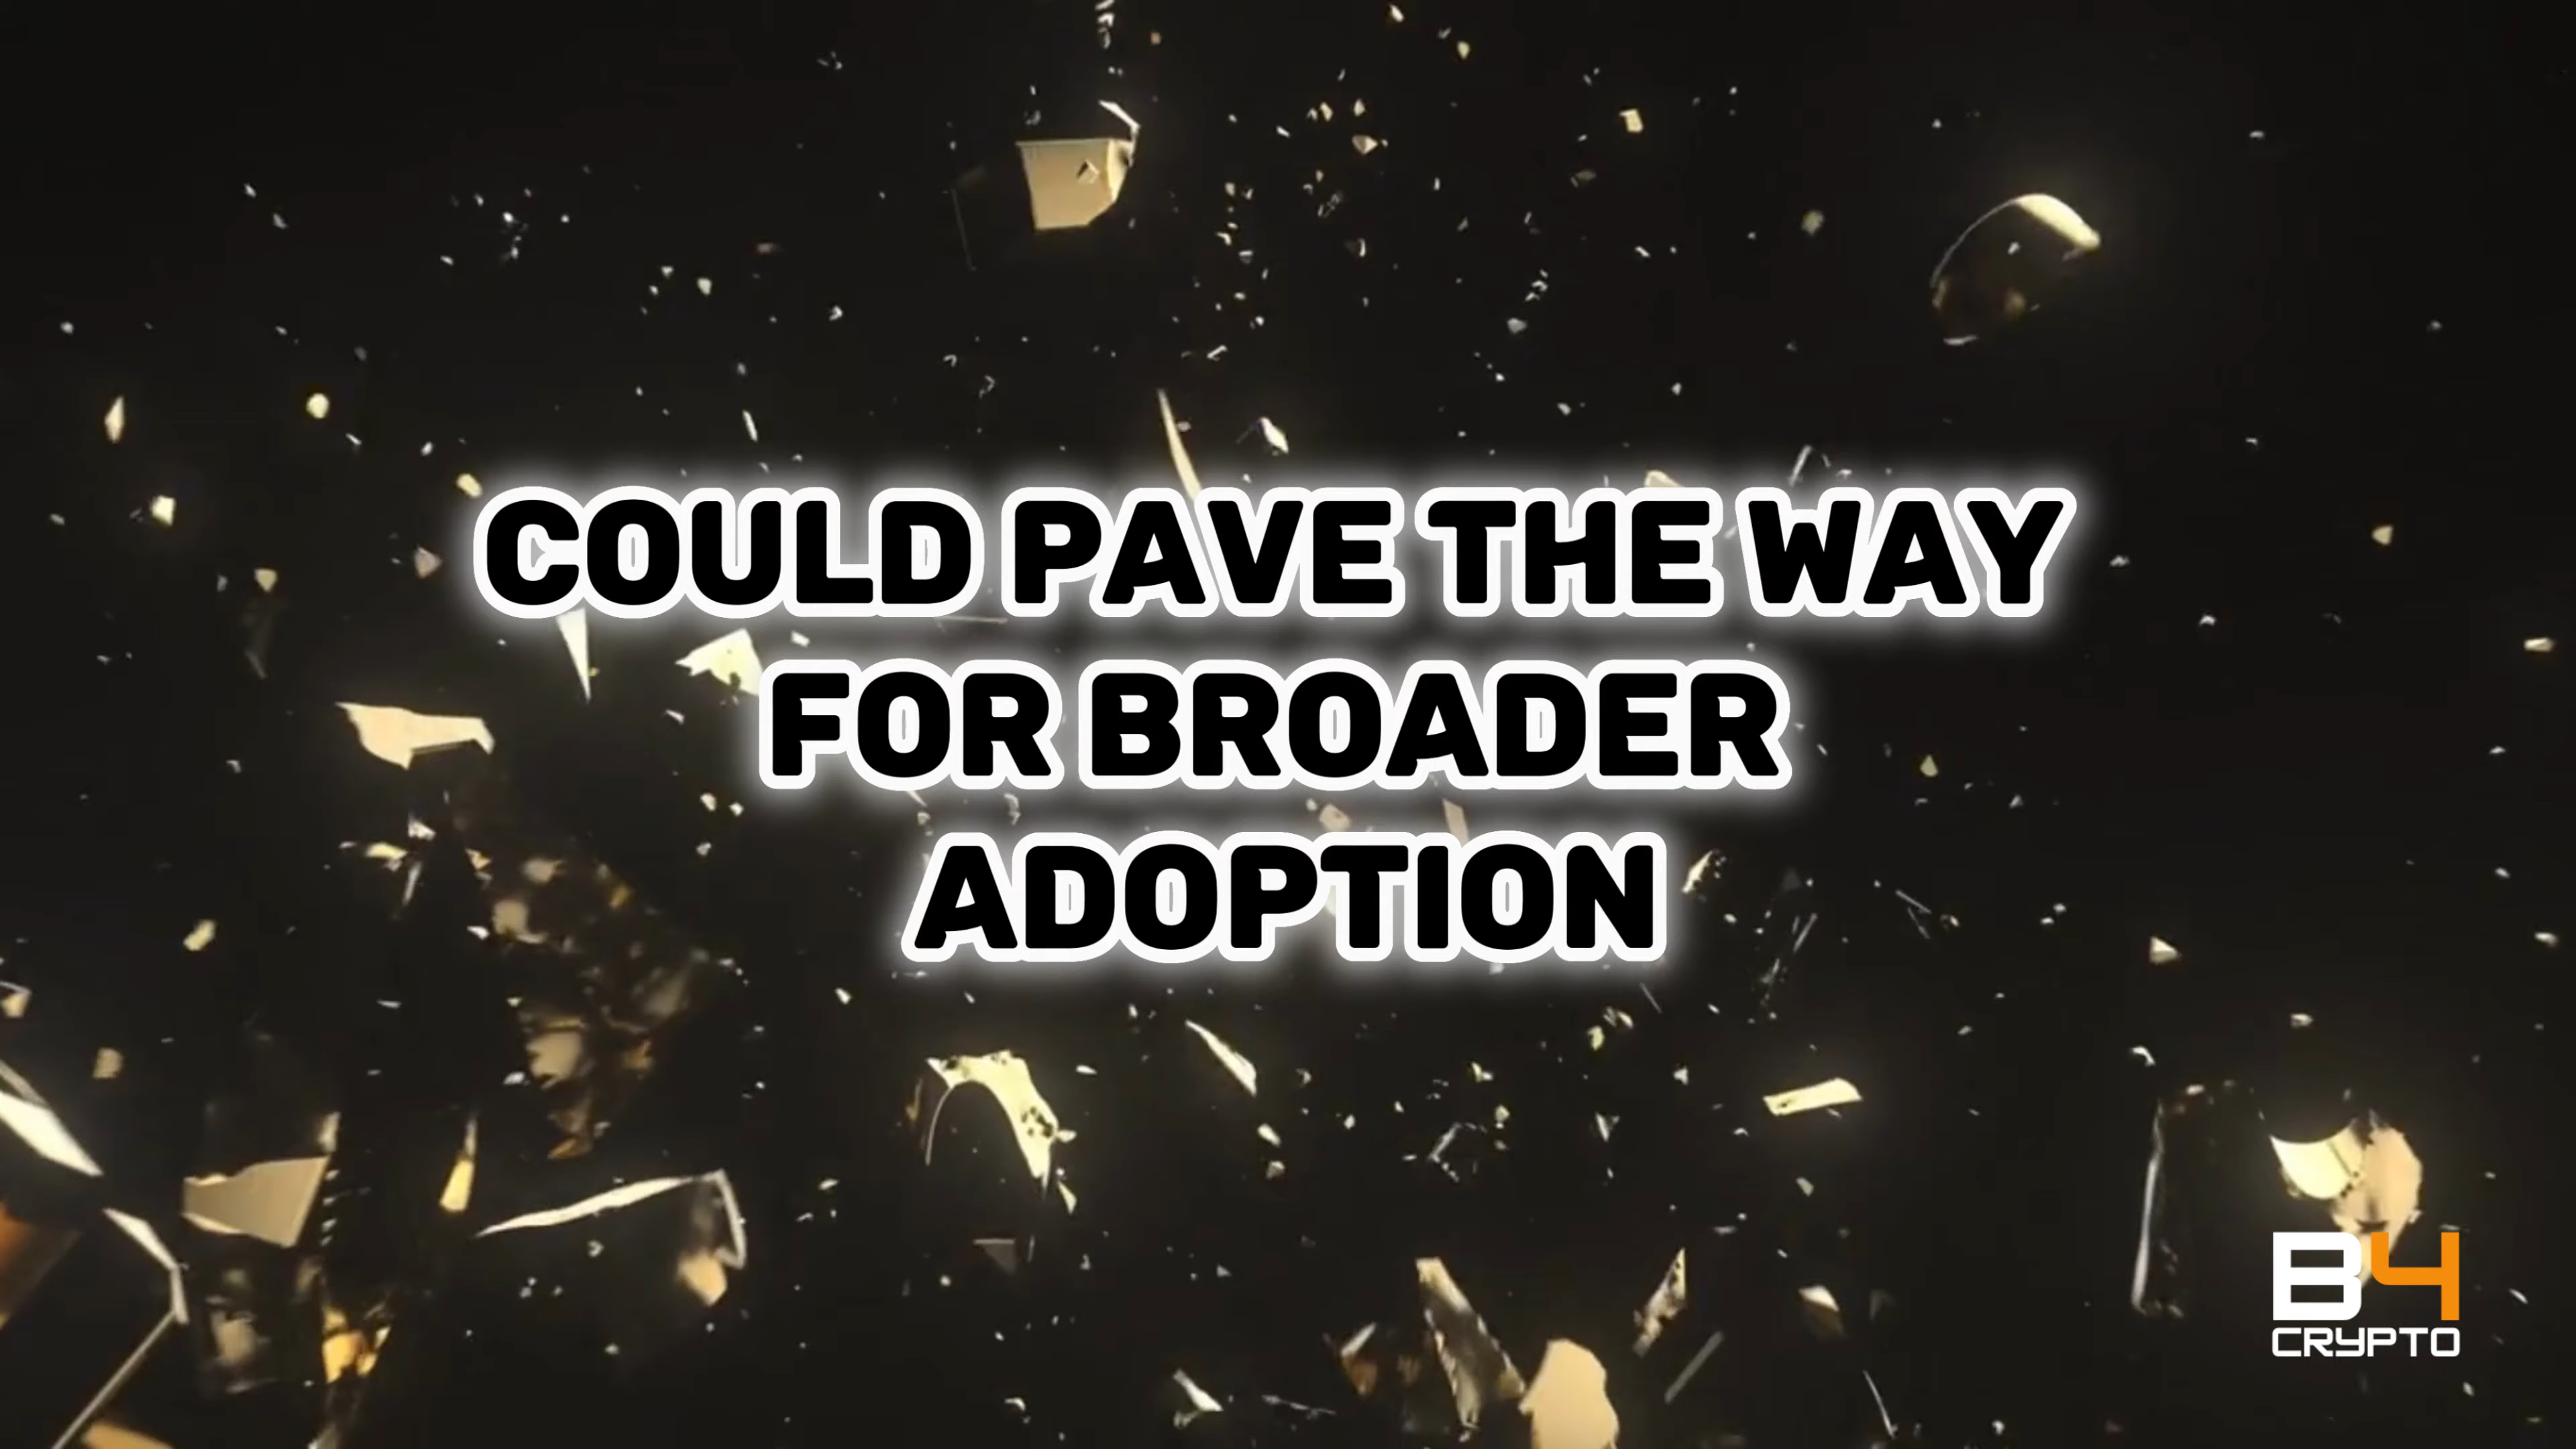 COULD PAVE THE WAY
FOR BROADER
ADOPTION
B4
CRYPTO